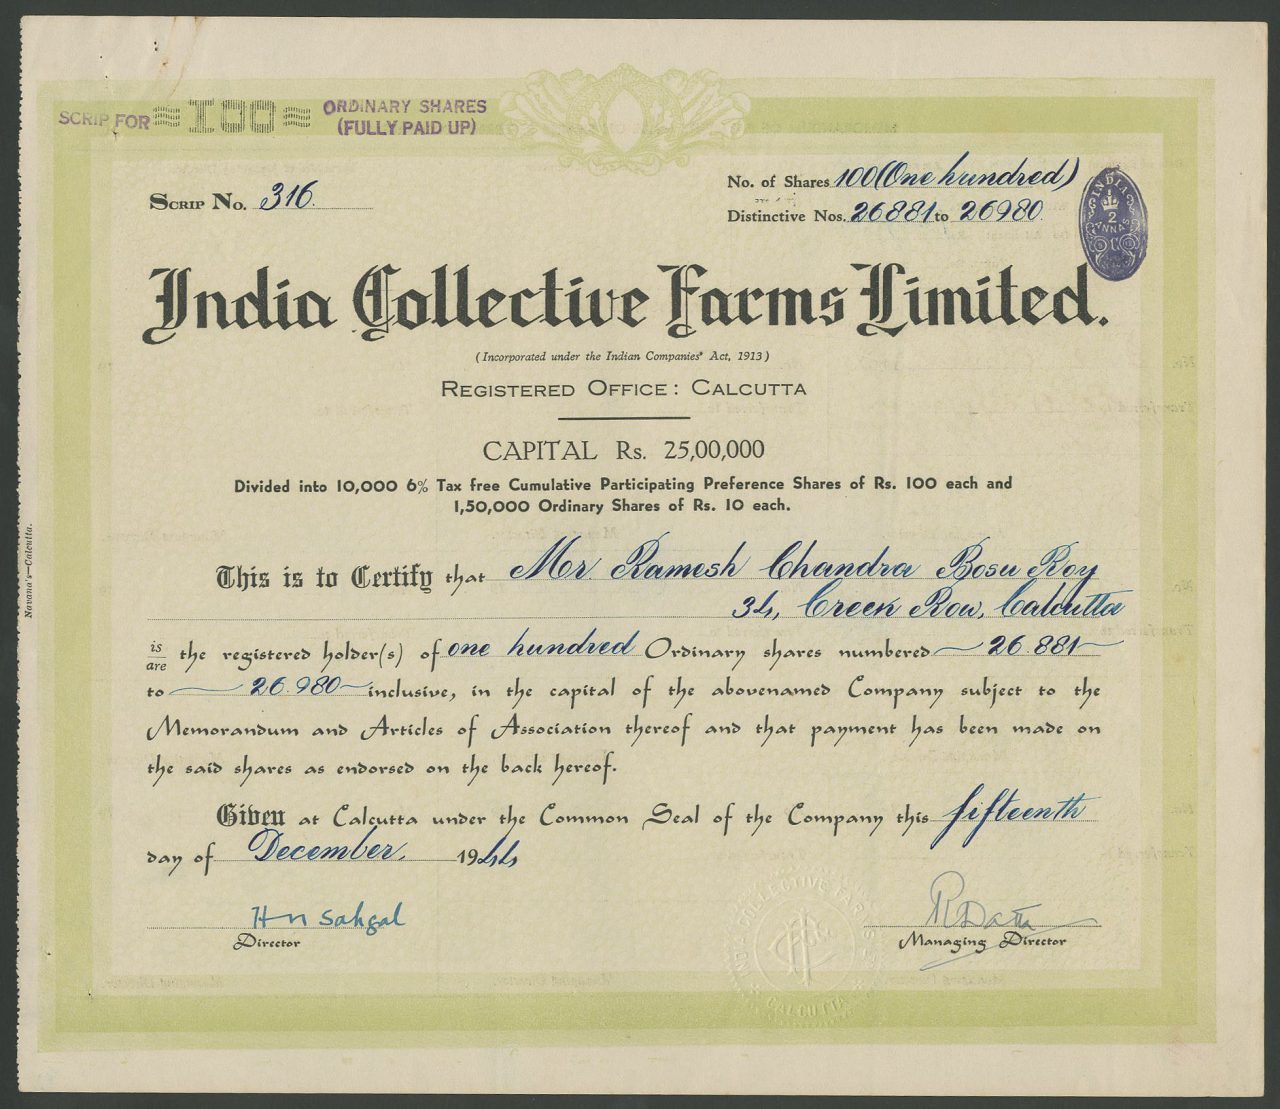 SCRIP FOR 100 ORDINARY SHARES
(FULLY PAID UP)
SCRIP No. 316.
No. of Shares 100 (One hundred)
Distinctive Nos. 26881 to 26980
INDIA
2
ANNAS
India Collective Farms Limited.
(Incorporated under the Indian Companies' Act, 1913)
REGISTERED OFFICE: CALCUTTA
CAPITAL Rs. 25,00,000
Divided into 10,000 6% Tax free Cumulative Participating Preference Shares of Rs. 100 each and
1,50,000 Ordinary Shares of Rs. 10 each.
This is to Certify that Mr. Ramesh Chandra Bosu Roy
34, Creek Row, Calcutta
is/are the registered holder(s) of one hundred Ordinary shares numbered 26.881
to 26.980 inclusive, in the capital of the abovenamed Company subject to the
Memorandum and Articles of Association thereof and that payment has been made on
the said shares as endorsed on the back hereof.
Given at Calcutta under the Common Seal of the Company this fifteenth
day of December, 1944
H n Sahgal
Director
R Datta
Managing Director
CALCUTTA
Navana's—Calcutta.